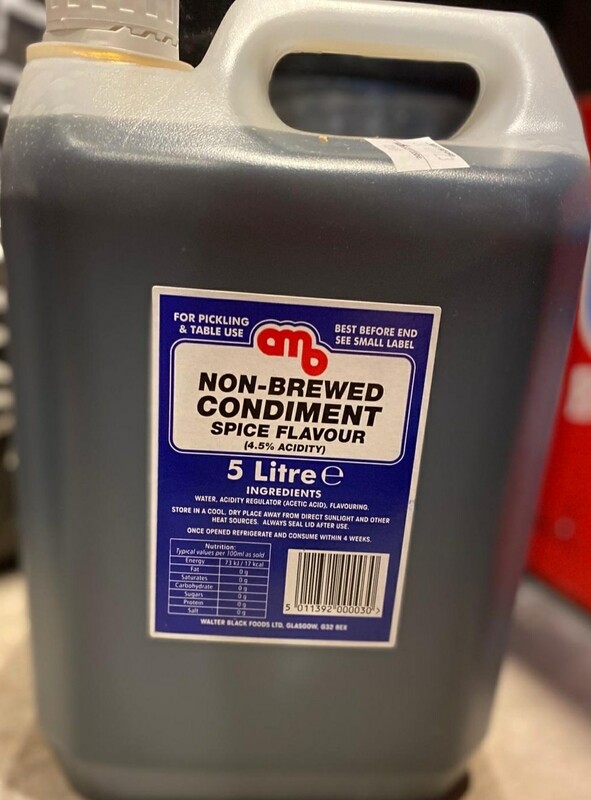 FOR PICKLING
& TABLE USE
BEST BEFORE END
SEE SMALL LABEL
amb
NON-BREWED
CONDIMENT
SPICE FLAVOUR
(4.5% ACIDITY)
5 Litre ℮
INGREDIENTS
WATER, ACIDITY REGULATOR (ACETIC ACID), FLAVOURING.
STORE IN A COOL, DRY PLACE AWAY FROM DIRECT SUNLIGHT AND OTHER
HEAT SOURCES. ALWAYS SEAL LID AFTER USE.
ONCE OPENED REFRIGERATE AND CONSUME WITHIN 4 WEEKS.
Nutrition:
Typical values per 100ml as sold
Energy 73 kJ / 17 kcal
Fat 0 g
Saturates 0 g
Carbohydrate 0 g
Sugars 0 g
Protein 0 g
Salt 0 g
5 011392 000030 >
WALTER BLACK FOODS LTD, GLASGOW, G32 8EX